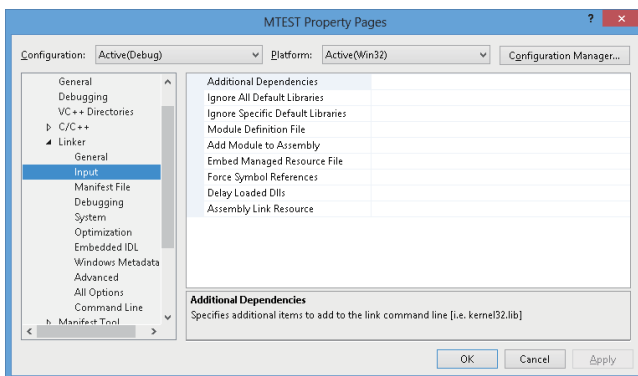 MTEST Property Pages
? ×
Configuration: Active(Debug) Platform: Active(Win32) Configuration Manager...
General
Debugging
VC++ Directories
C/C++
Linker
General
Input
Manifest File
Debugging
System
Optimization
Embedded IDL
Windows Metadata
Advanced
All Options
Command Line
Manifest Tool
Additional Dependencies
Ignore All Default Libraries
Ignore Specific Default Libraries
Module Definition File
Add Module to Assembly
Embed Managed Resource File
Force Symbol References
Delay Loaded Dlls
Assembly Link Resource
Additional Dependencies
Specifies additional items to add to the link command line [i.e. kernel32.lib]
OK Cancel Apply